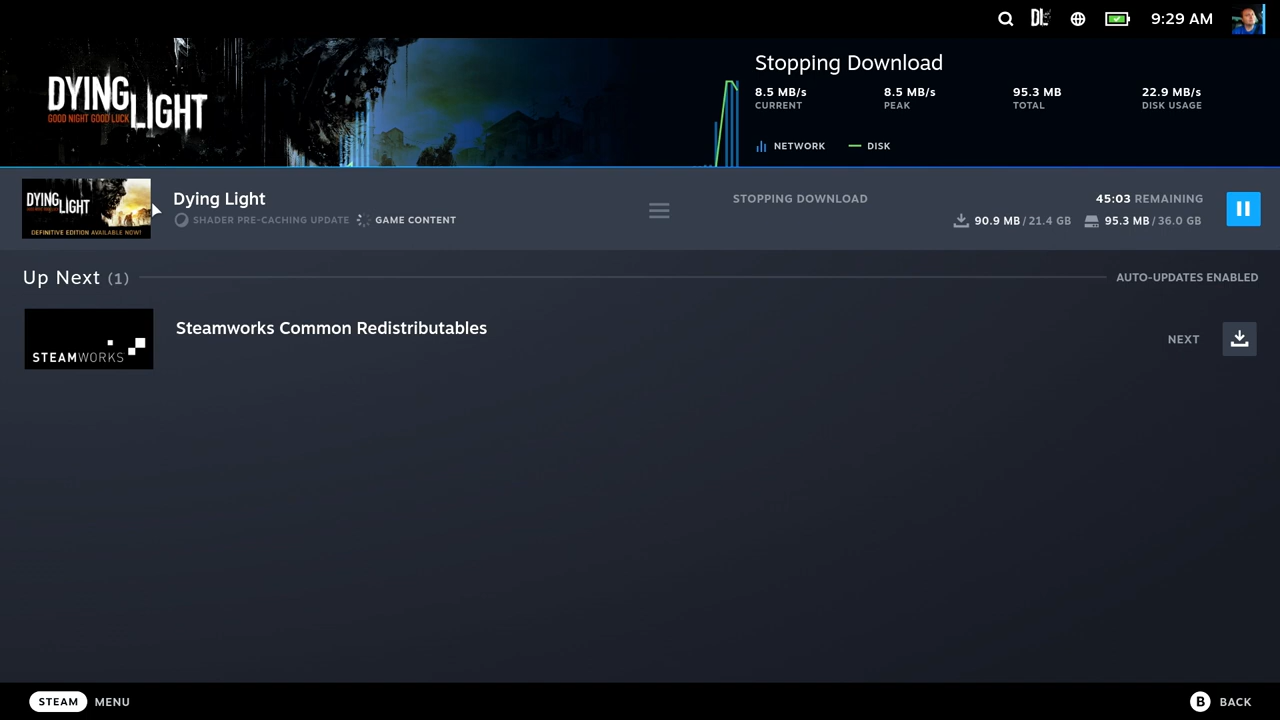 DL
9:29 AM
DYING LIGHT
GOOD NIGHT GOOD LUCK
Stopping Download
8.5 MB/s 8.5 MB/s 95.3 MB 22.9 MB/s
CURRENT PEAK TOTAL DISK USAGE
NETWORK DISK
DYING LIGHT
DEFINITIVE EDITION AVAILABLE NOW!
Dying Light
SHADER PRE-CACHING UPDATE GAME CONTENT
STOPPING DOWNLOAD
45:03 REMAINING
90.9 MB / 21.4 GB 95.3 MB / 36.0 GB
Up Next (1)
AUTO-UPDATES ENABLED
STEAMWORKS
Steamworks Common Redistributables
NEXT
STEAM MENU
B BACK